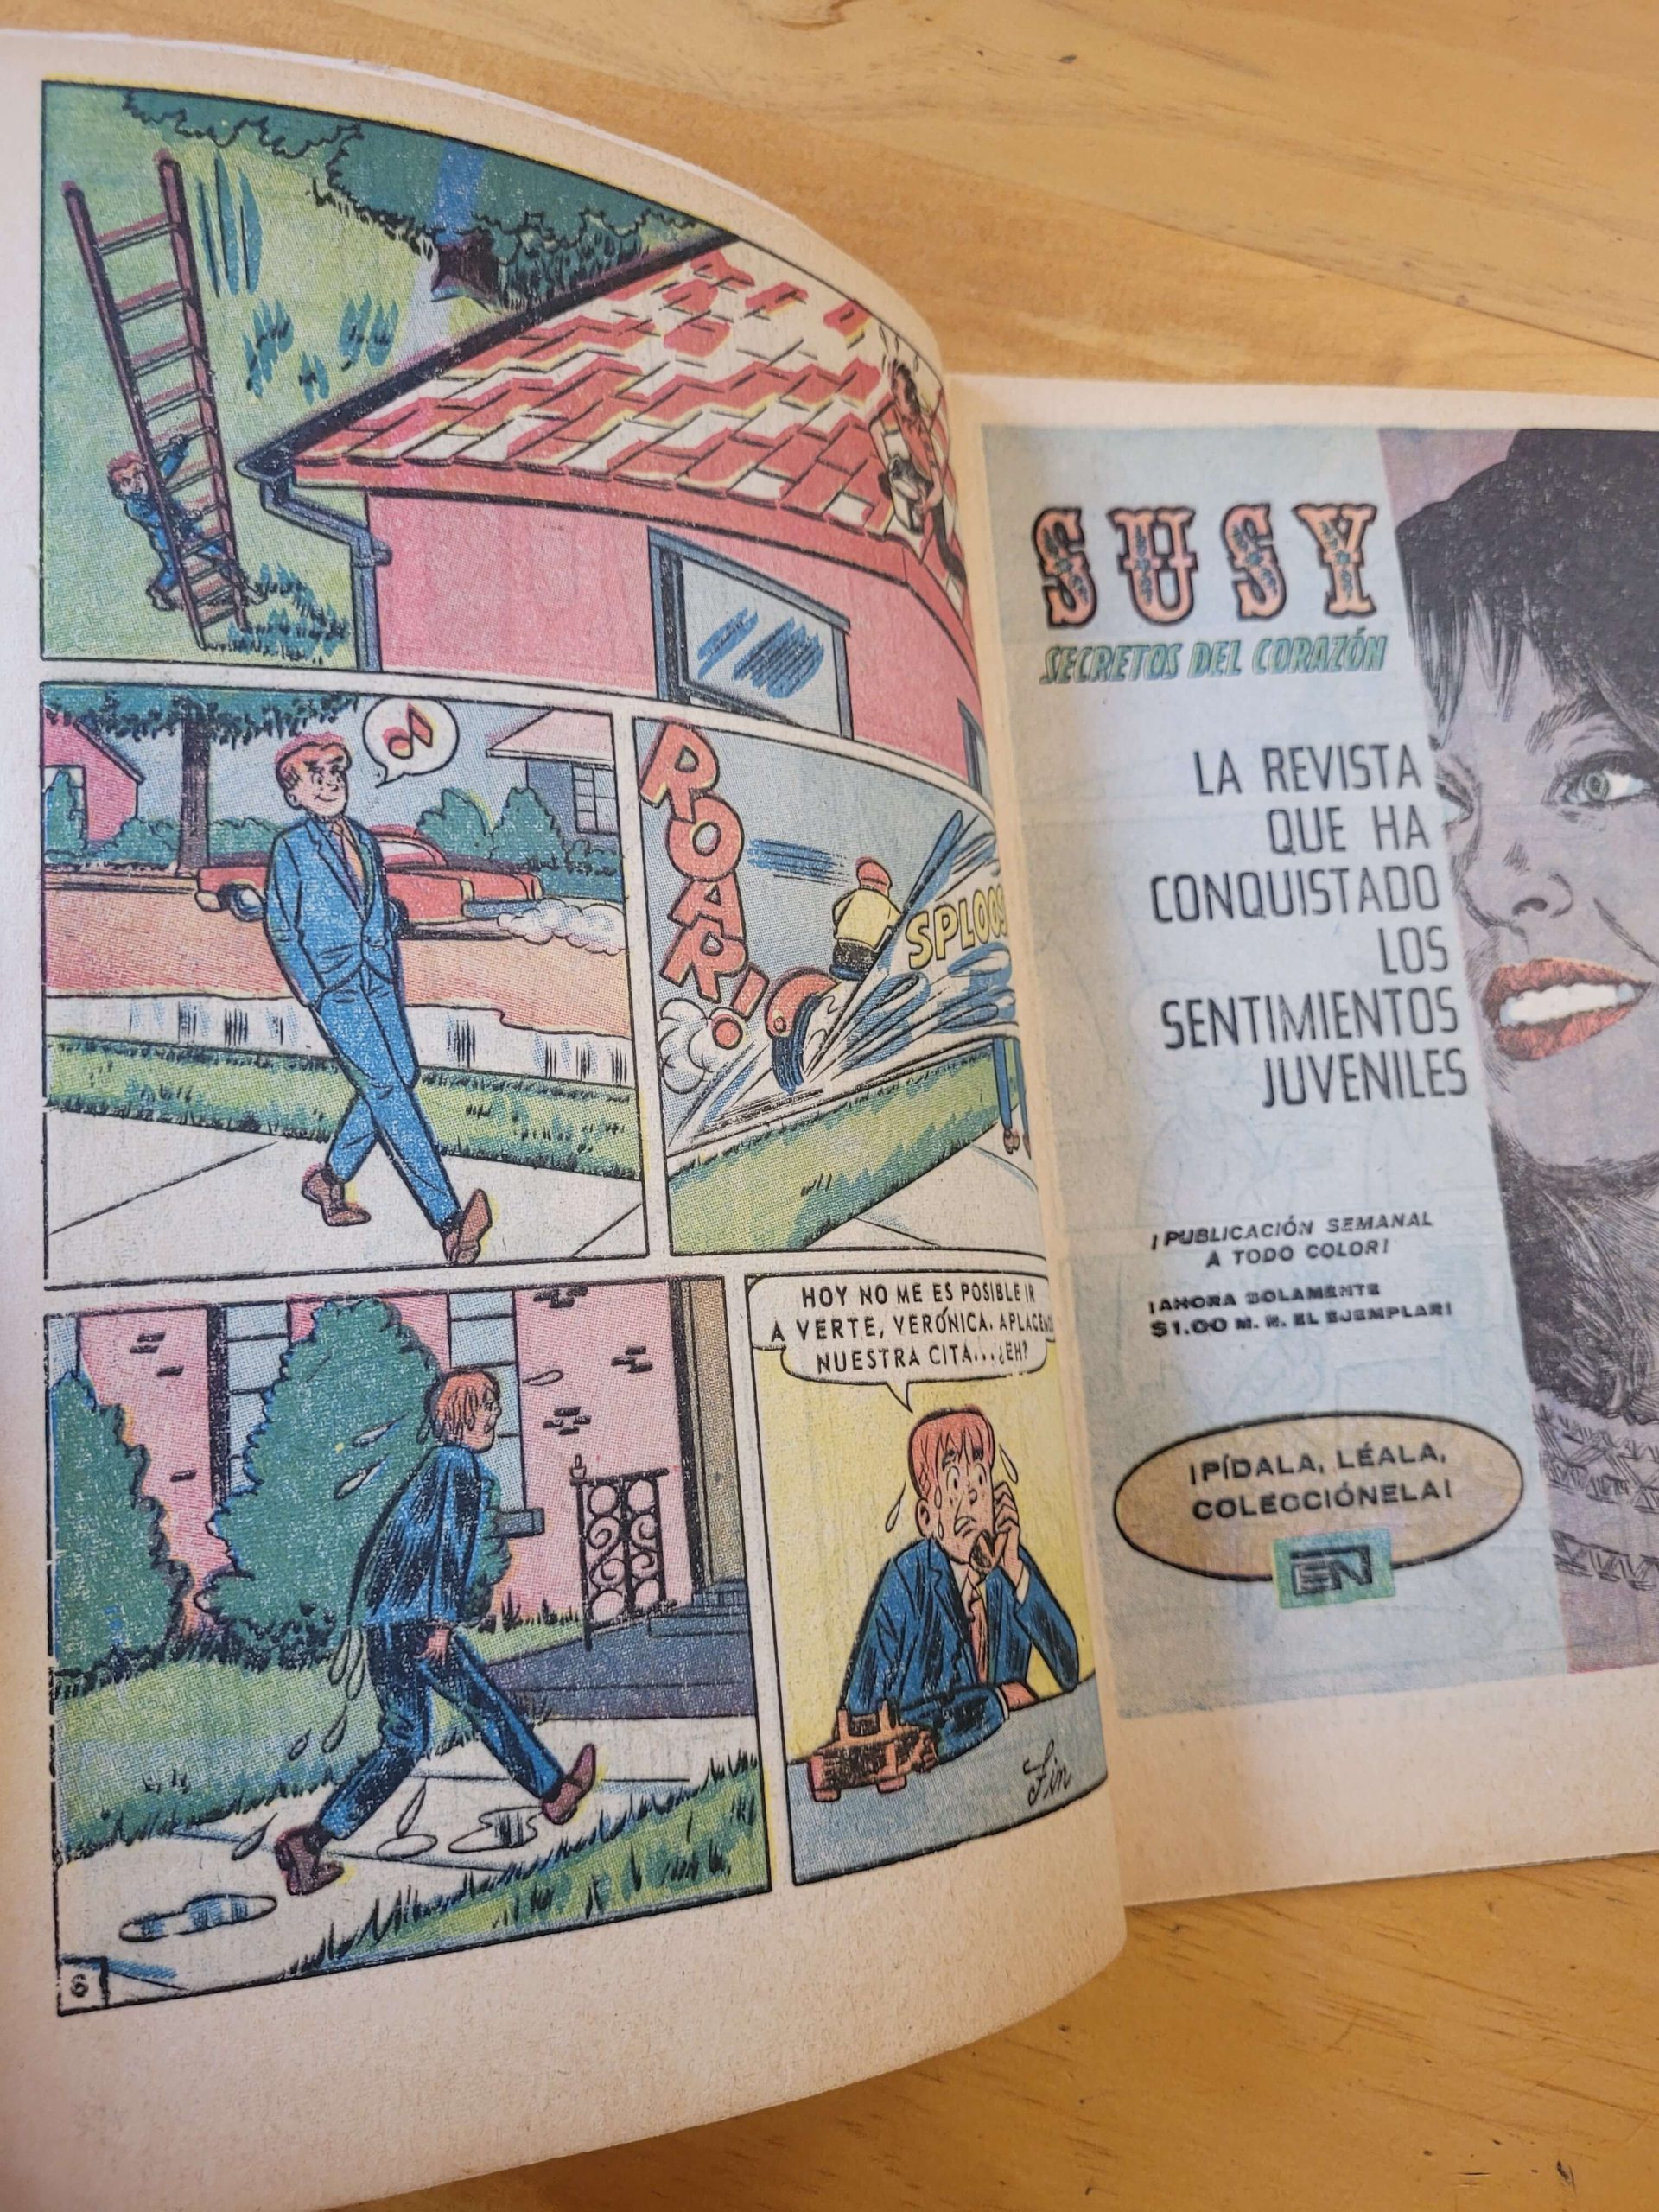 ROAR!
SPLOOS
HOY NO ME ES POSIBLE IR
A VERTE, VERÓNICA. APLACEMOS
NUESTRA CITA...¿EH?
Fin
6
SUSY
SECRETOS DEL CORAZÓN
LA REVISTA
QUE HA
CONQUISTADO
LOS
SENTIMIENTOS
JUVENILES
¡PUBLICACIÓN SEMANAL
A TODO COLOR!
¡AHORA SOLAMENTE
$1.00 M. N. EL EJEMPLAR!
¡PÍDALA, LÉALA,
COLECCIÓNELA!
EN